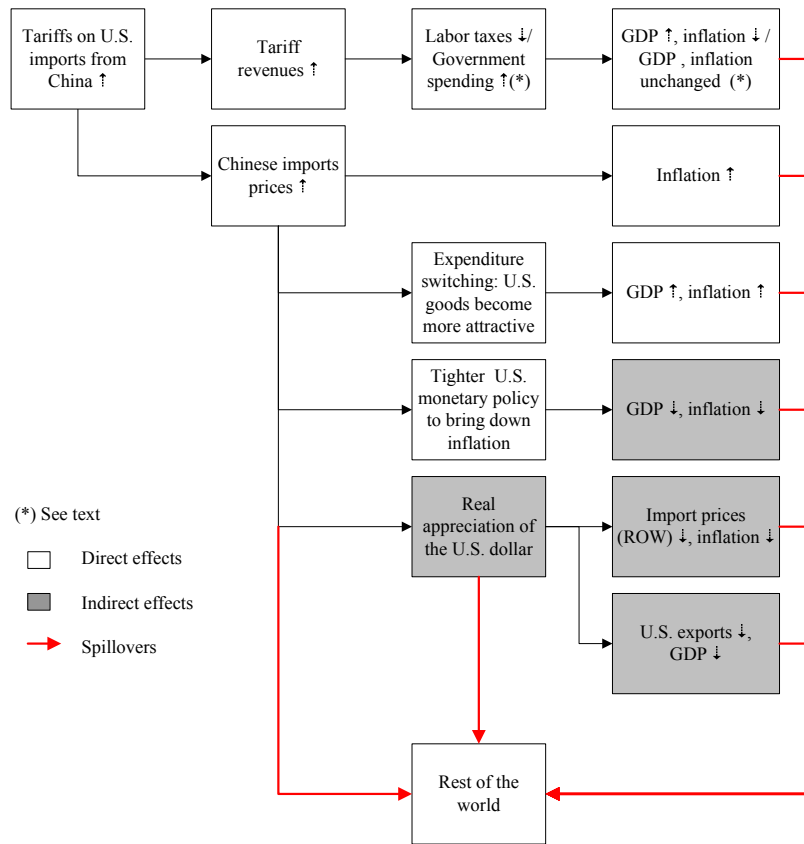 Tariffs on U.S.
imports from
China ⇡
Tariff
revenues ⇡
Labor taxes ⇣/
Government
spending ⇡(*)
GDP ⇡, inflation ⇣ /
GDP , inflation
unchanged (*)
Chinese imports
prices ⇡
Inflation ⇡
Expenditure
switching: U.S.
goods become
more attractive
GDP ⇡, inflation ⇡
Tighter U.S.
monetary policy
to bring down
inflation
GDP ⇣, inflation ⇣
Real
appreciation of
the U.S. dollar
Import prices
(ROW) ⇣, inflation ⇣
U.S. exports ⇣,
GDP ⇣
Rest of the
world
(*) See text
Direct effects
Indirect effects
Spillovers